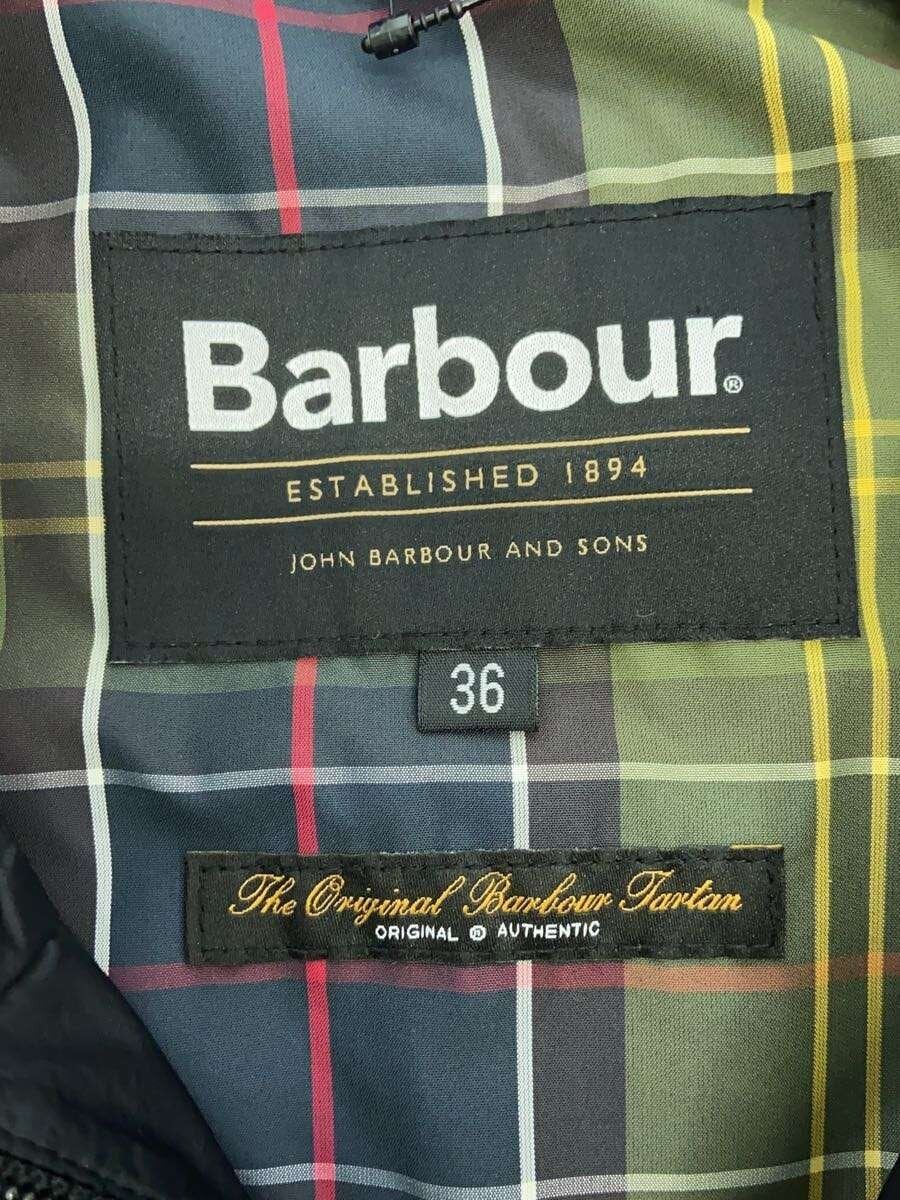 Barbour®
ESTABLISHED 1894
JOHN BARBOUR AND SONS
36
The Original Barbour Tartan
ORIGINAL ® AUTHENTIC